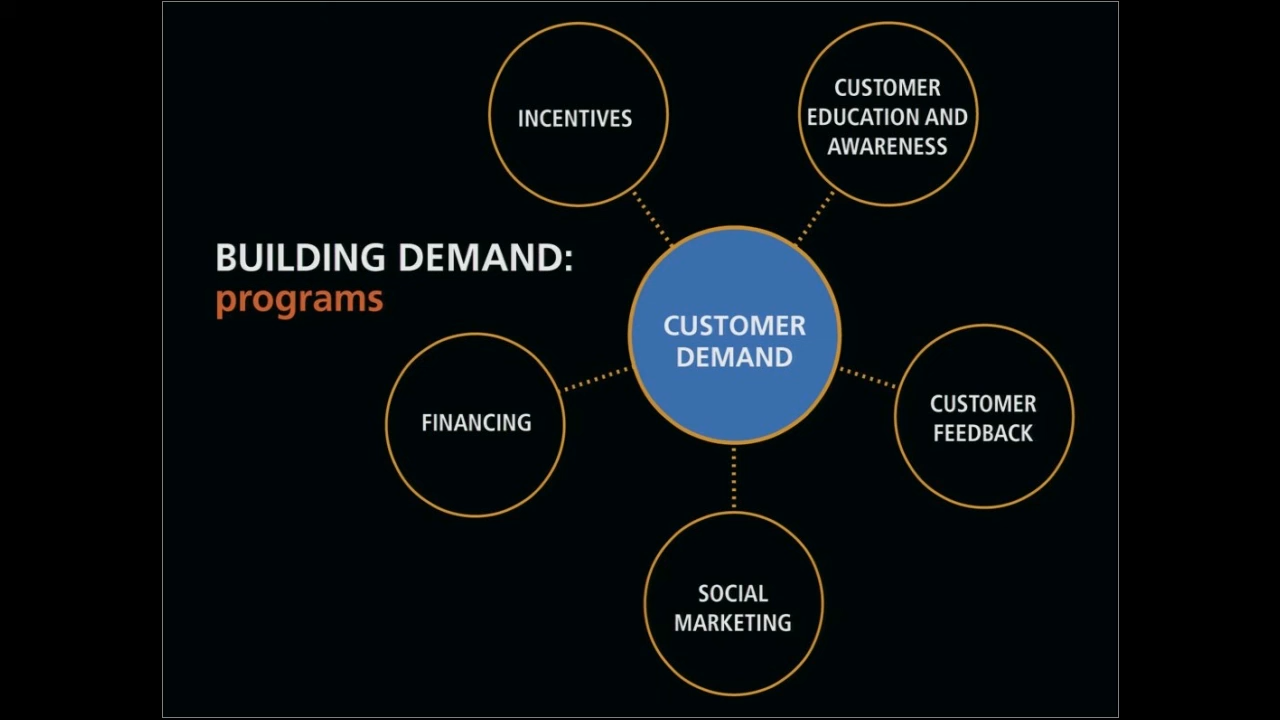 INCENTIVES
CUSTOMER
EDUCATION AND
AWARENESS
BUILDING DEMAND:
programs
CUSTOMER
DEMAND
FINANCING
CUSTOMER
FEEDBACK
SOCIAL
MARKETING